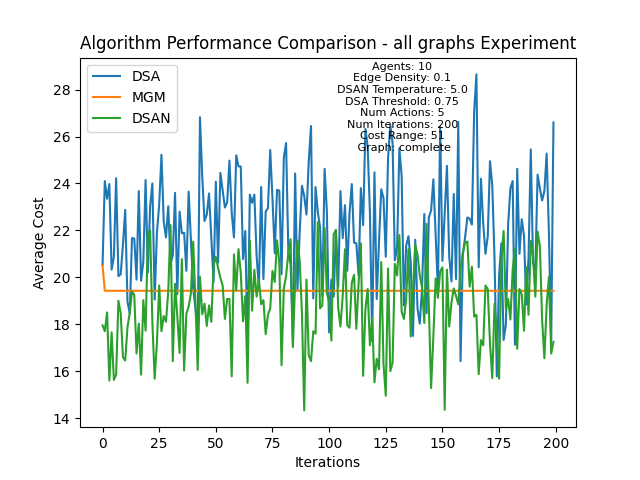 Algorithm Performance Comparison - all graphs Experiment
DSA
MGM
DSAN
Agents: 10
Edge Density: 0.1
DSAN Temperature: 5.0
DSA Threshold: 0.75
Num Actions: 5
Num Iterations: 200
Cost Range: 51
Graph: complete
Average Cost
28
26
24
22
20
18
16
14
0 25 50 75 100 125 150 175 200
Iterations